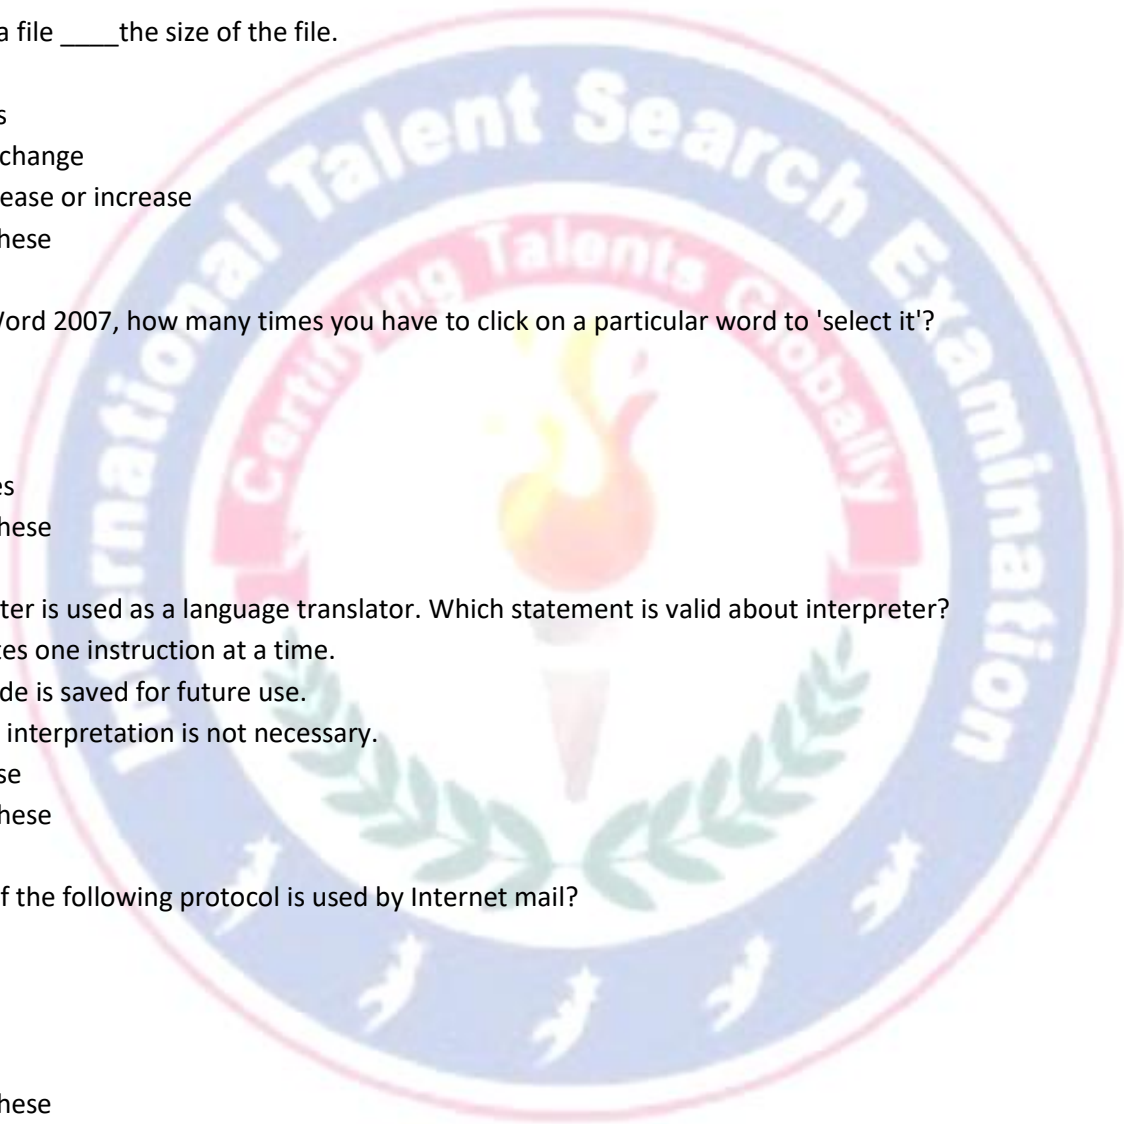 a file ____the size of the file.
s
change
ease or increase
hese
Word 2007, how many times you have to click on a particular word to 'select it'?
es
hese
ter is used as a language translator. Which statement is valid about interpreter?
tes one instruction at a time.
de is saved for future use.
interpretation is not necessary.
se
hese
f the following protocol is used by Internet mail?
hese
International Talent Search Examination
Certifying Talents Globally